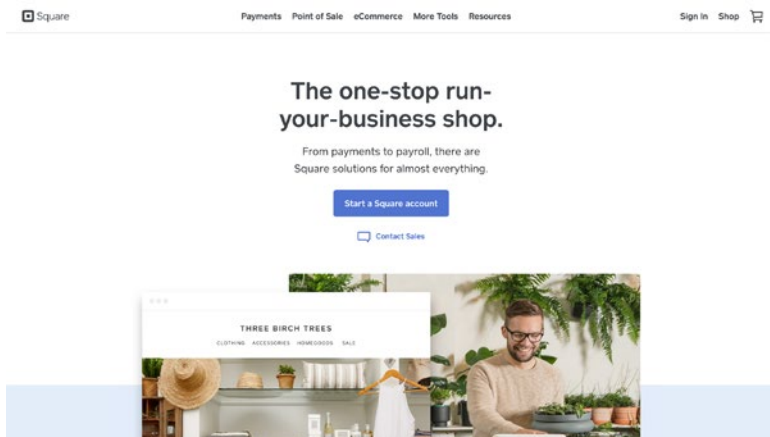 Square
Payments Point of Sale eCommerce More Tools Resources
Sign In Shop
The one-stop run-
your-business shop.
From payments to payroll, there are
Square solutions for almost everything.
Start a Square account
Contact Sales
THREE BIRCH TREES
CLOTHING ACCESSORIES HOMEGOODS SALE